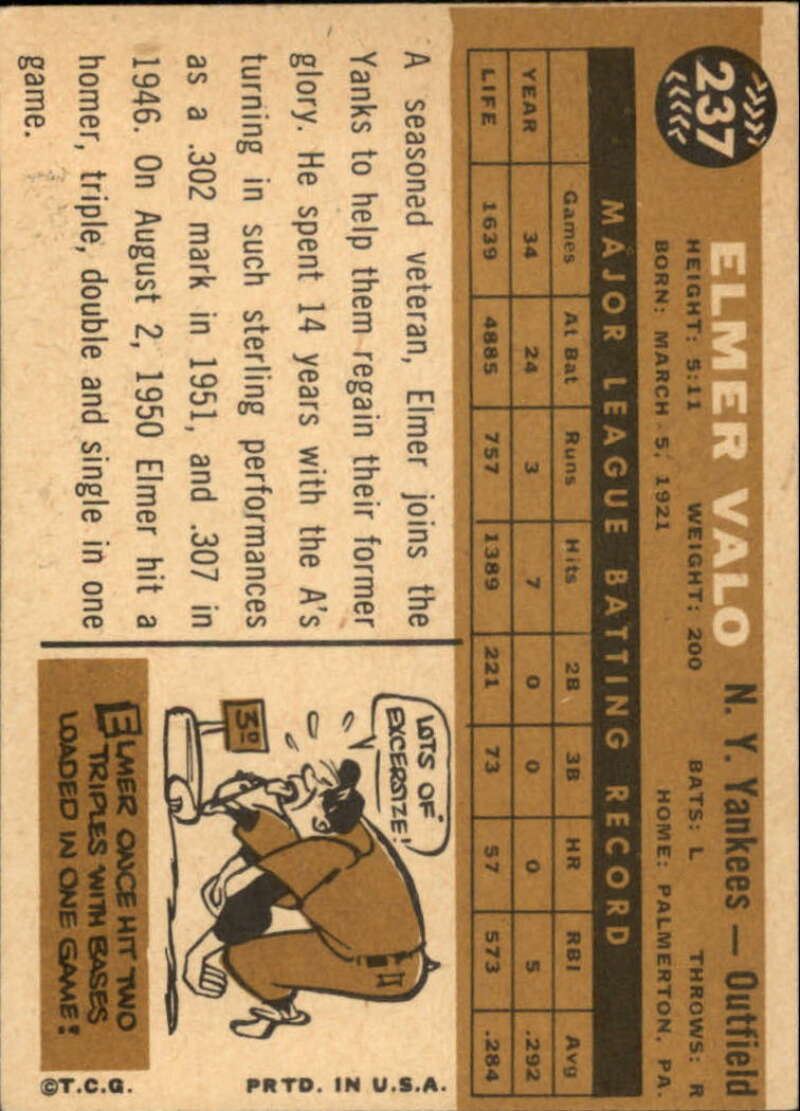 237
ELMER VALO N. Y. Yankees — Outfield
HEIGHT: 5:11 WEIGHT: 200 BATS: L THROWS: R
BORN: MARCH 5, 1921 HOME: PALMERTON, PA.
MAJOR LEAGUE BATTING RECORD
Games At Bat Runs Hits 2B 3B HR RBI Avg
YEAR 34 24 3 7 0 0 0 5 .292
LIFE 1639 4885 757 1389 221 73 57 573 .284
A seasoned veteran, Elmer joins the
Yanks to help them regain their former
glory. He spent 14 years with the A's
turning in such sterling performances
as a .302 mark in 1951, and .307 in
1946. On August 2, 1950 Elmer hit a
homer, triple, double and single in one
game.
LOTS OF
EXCERSIZE!
3º
ELMER ONCE HIT TWO
TRIPLES WITH BASES
LOADED IN ONE GAME!
©T.C.G. PRTD. IN U.S.A.